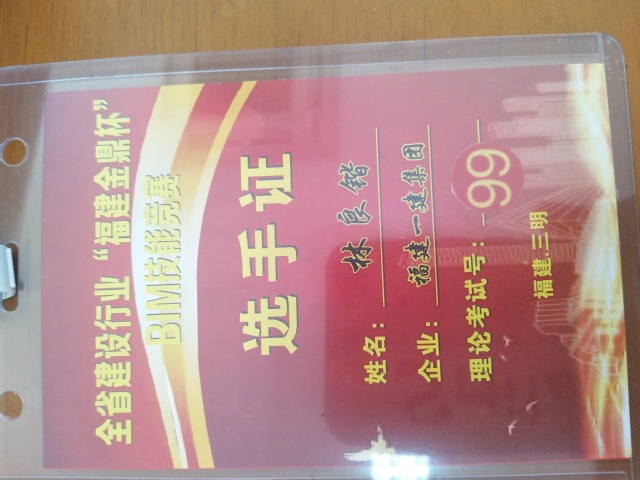 全省建设行业“福建金鼎杯”
BIM技能竞赛
选手证
姓名：林良锴
企业：福建一建集团
理论考试号：99
福建.三明